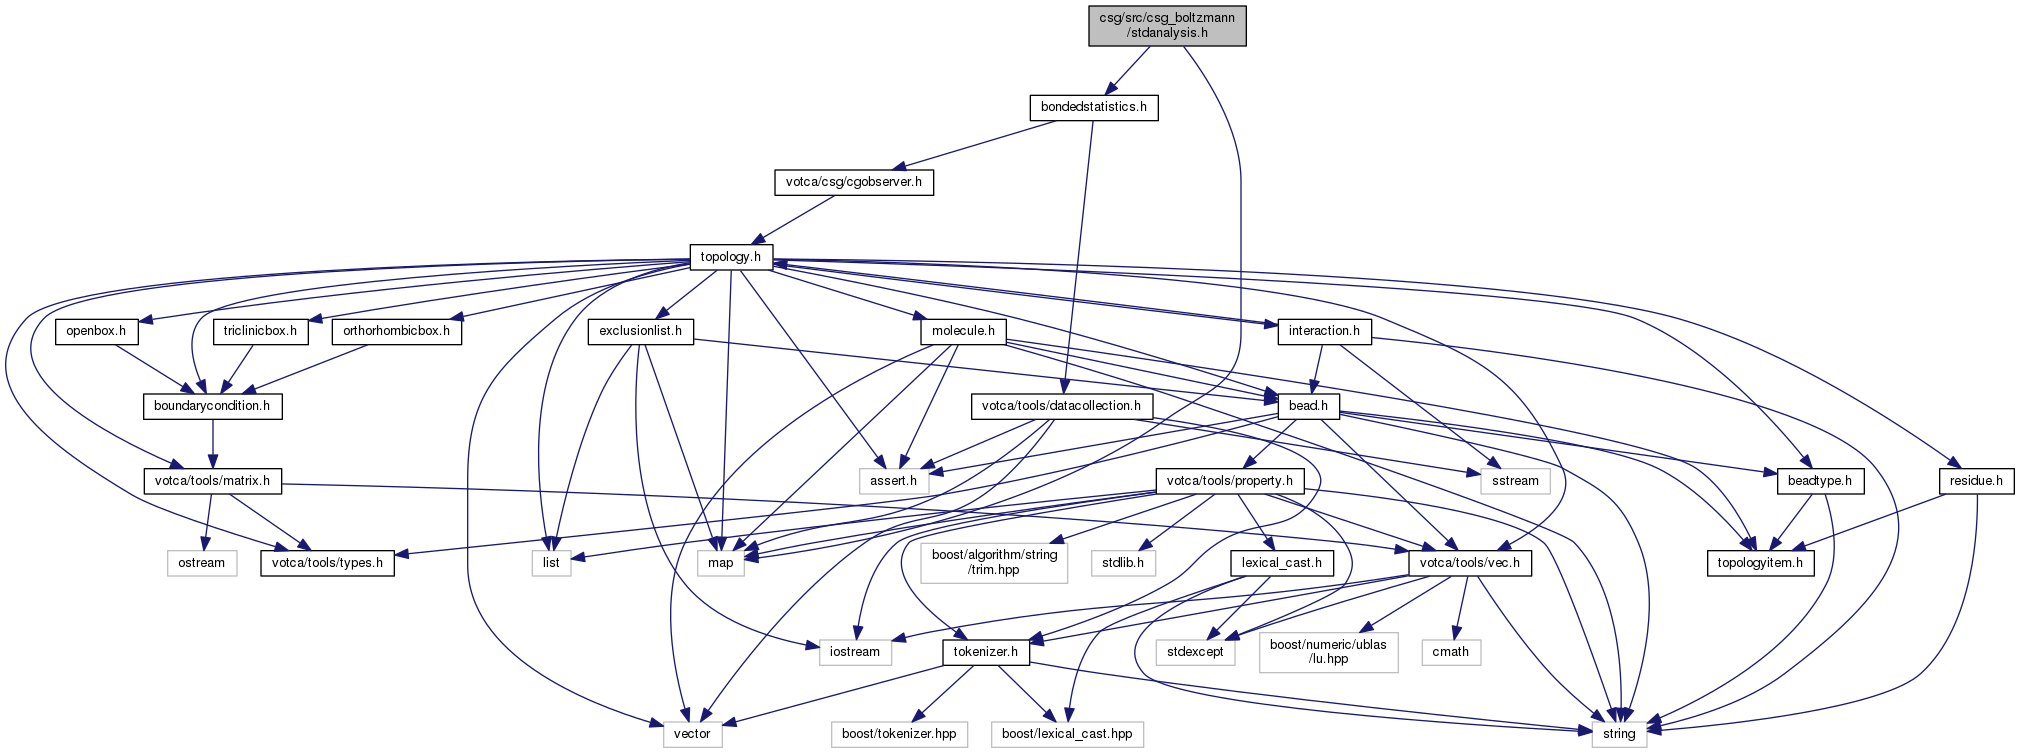 csg/src/csg_boltzmann
/stdanalysis.h
bondedstatistics.h
votca/csg/cgobserver.h
topology.h
openbox.h
triclinicbox.h
orthorhombicbox.h
exclusionlist.h
molecule.h
interaction.h
boundarycondition.h
votca/tools/datacollection.h
bead.h
votca/tools/matrix.h
assert.h
votca/tools/property.h
sstream
beadtype.h
residue.h
ostream
votca/tools/types.h
list
map
boost/algorithm/string
/trim.hpp
stdlib.h
lexical_cast.h
votca/tools/vec.h
topologyitem.h
iostream
tokenizer.h
stdexcept
boost/numeric/ublas
/lu.hpp
cmath
vector
boost/tokenizer.hpp
boost/lexical_cast.hpp
string